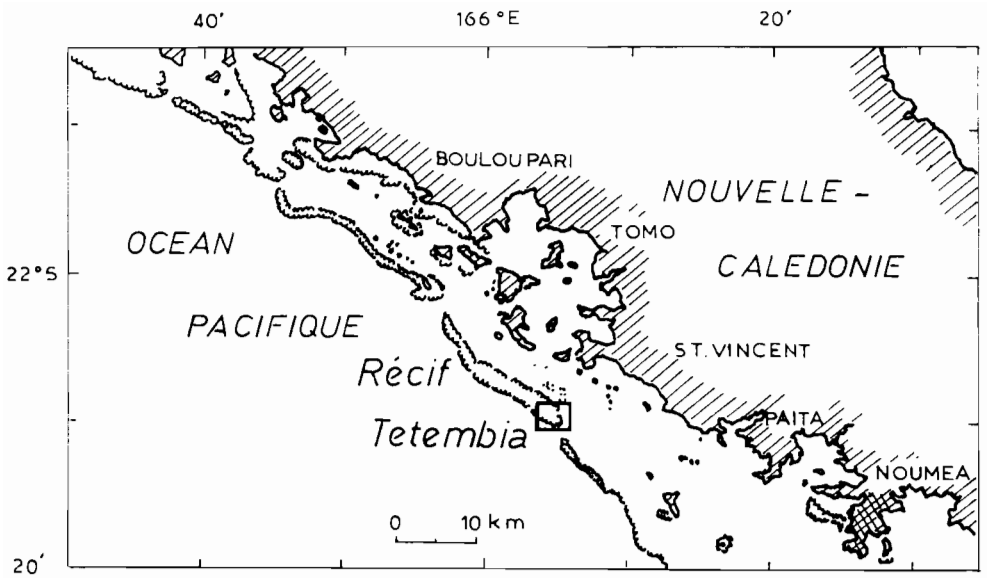 40′ 166°E 20′
BOULOUPARI
NOUVELLE -
TOMO
OCEAN
CALEDONIE
22°S
PACIFIQUE
ST. VINCENT
Récif
PAITA
Tetembia
NOUMEA
0 10 km
20′